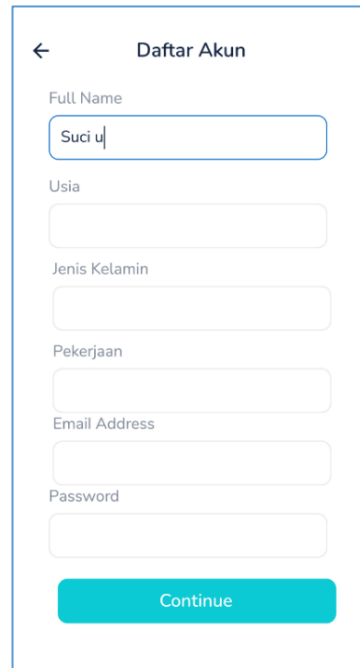 Daftar Akun
Full Name
Suci u
Usia
Jenis Kelamin
Pekerjaan
Email Address
Password
Continue